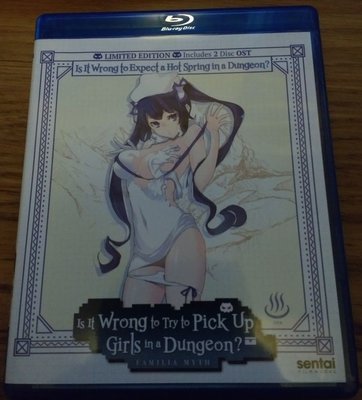 Blu-ray Disc
LIMITED EDITION Includes 2 Disc OST
Is It Wrong to Expect a Hot Spring in a Dungeon?
Is It Wrong to Try to Pick Up
Girls in a Dungeon?
FAMILIA MYTH
sentai